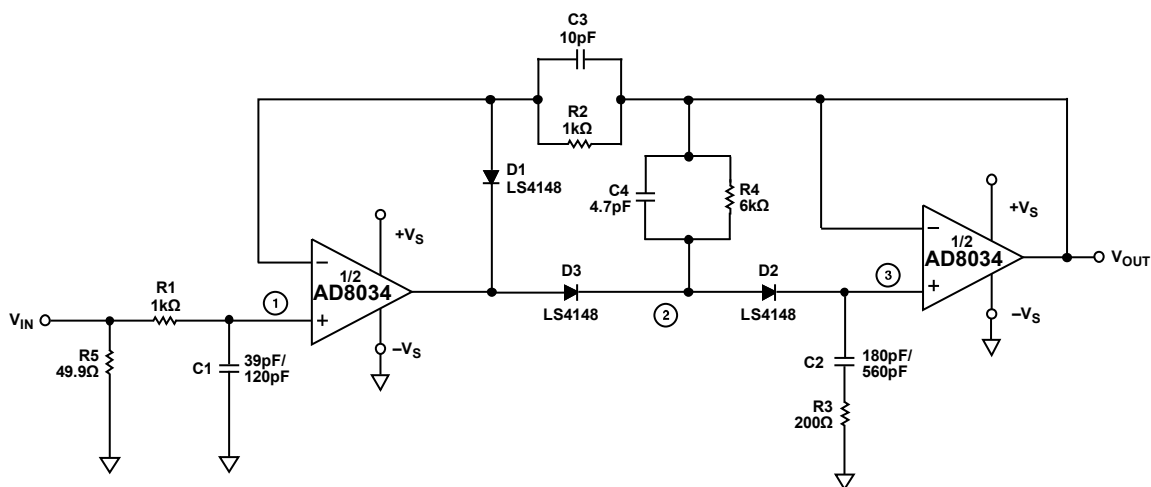 C3
10pF
R2
1kΩ
D1
LS4148
C4
4.7pF
R4
6kΩ
+VS
+VS
–
1/2
AD8034
+
–VS
D3
LS4148
2
D2
LS4148
3
–
1/2
AD8034
+
–VS
VOUT
VIN
R1
1kΩ
1
R5
49.9Ω
C1
39pF/
120pF
C2
180pF/
560pF
R3
200Ω